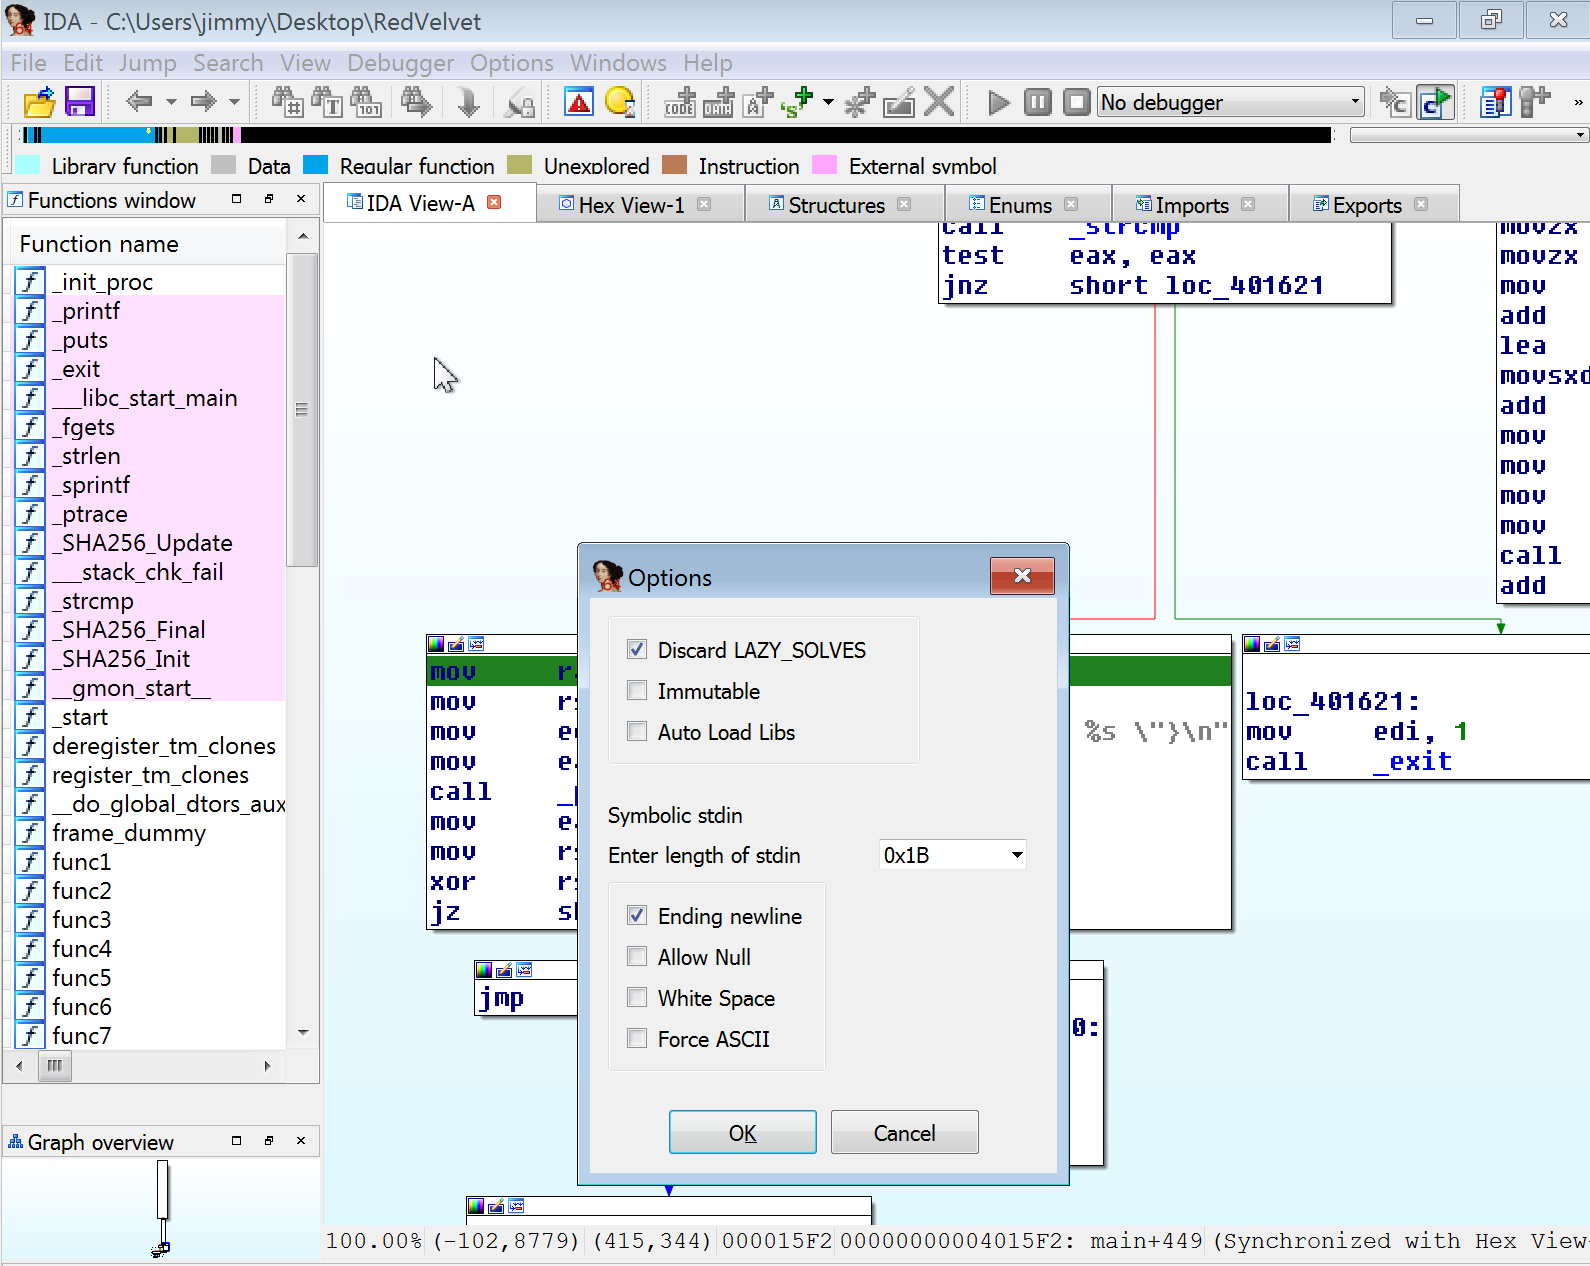 IDA - C:\Users\jimmy\Desktop\RedVelvet
File Edit Jump Search View Debugger Options Windows Help
No debugger
Library function Data Regular function Unexplored Instruction External symbol
Functions window
IDA View-A
Hex View-1
Structures
Enums
Imports
Exports
Function name
_init_proc
_printf
_puts
_exit
___libc_start_main
_fgets
_strlen
_sprintf
_ptrace
_SHA256_Update
___stack_chk_fail
_strcmp
_SHA256_Final
_SHA256_Init
__gmon_start__
_start
deregister_tm_clones
register_tm_clones
__do_global_dtors_aux
frame_dummy
func1
func2
func3
func4
func5
func6
func7
Graph overview
call _strcmp
test eax, eax
jnz short loc_401621
movzx
movzx
mov
add
lea
movsxd
add
mov
mov
mov
mov
call
add
mov
mov
mov
mov
call
mov
mov
xor
jz
%s \"}\n"
loc_401621:
mov edi, 1
call _exit
jmp
0:
Options
Discard LAZY_SOLVES
Immutable
Auto Load Libs
Symbolic stdin
Enter length of stdin 0x1B
Ending newline
Allow Null
White Space
Force ASCII
OK Cancel
100.00% (-102,8779) (415,344) 000015F2 00000000004015F2: main+449 (Synchronized with Hex View-